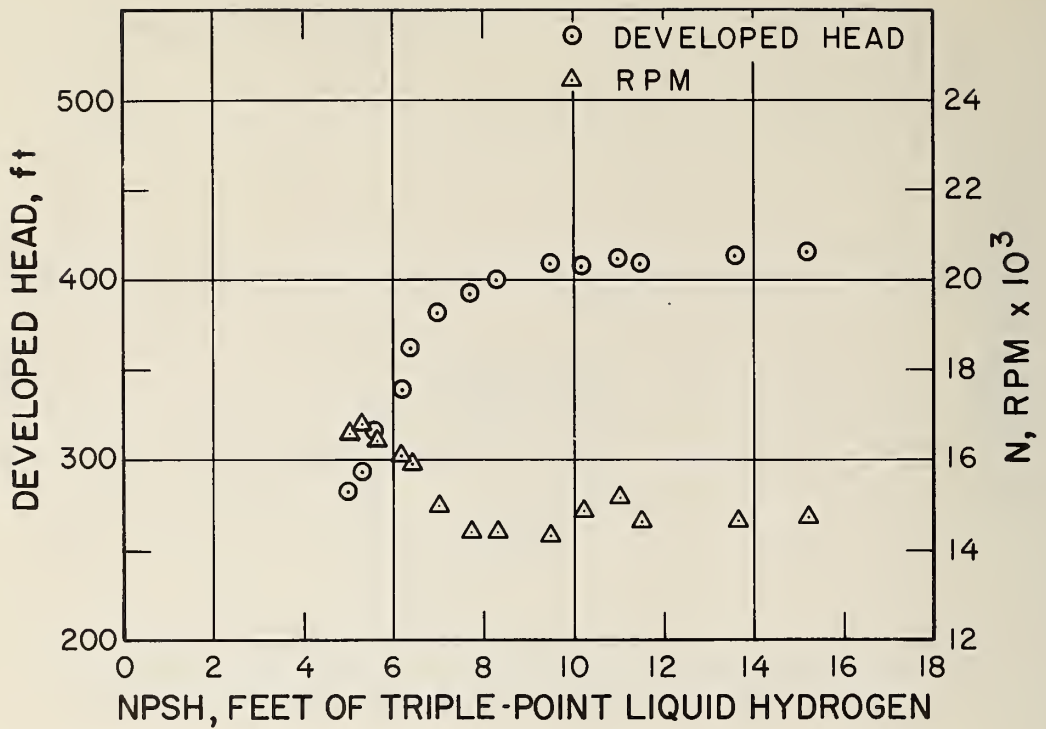 DEVELOPED HEAD
RPM
500
400
300
200
DEVELOPED HEAD, ft
24
22
20
18
16
14
12
N, RPM x 10³
0 2 4 6 8 10 12 14 16 18
NPSH, FEET OF TRIPLE-POINT LIQUID HYDROGEN